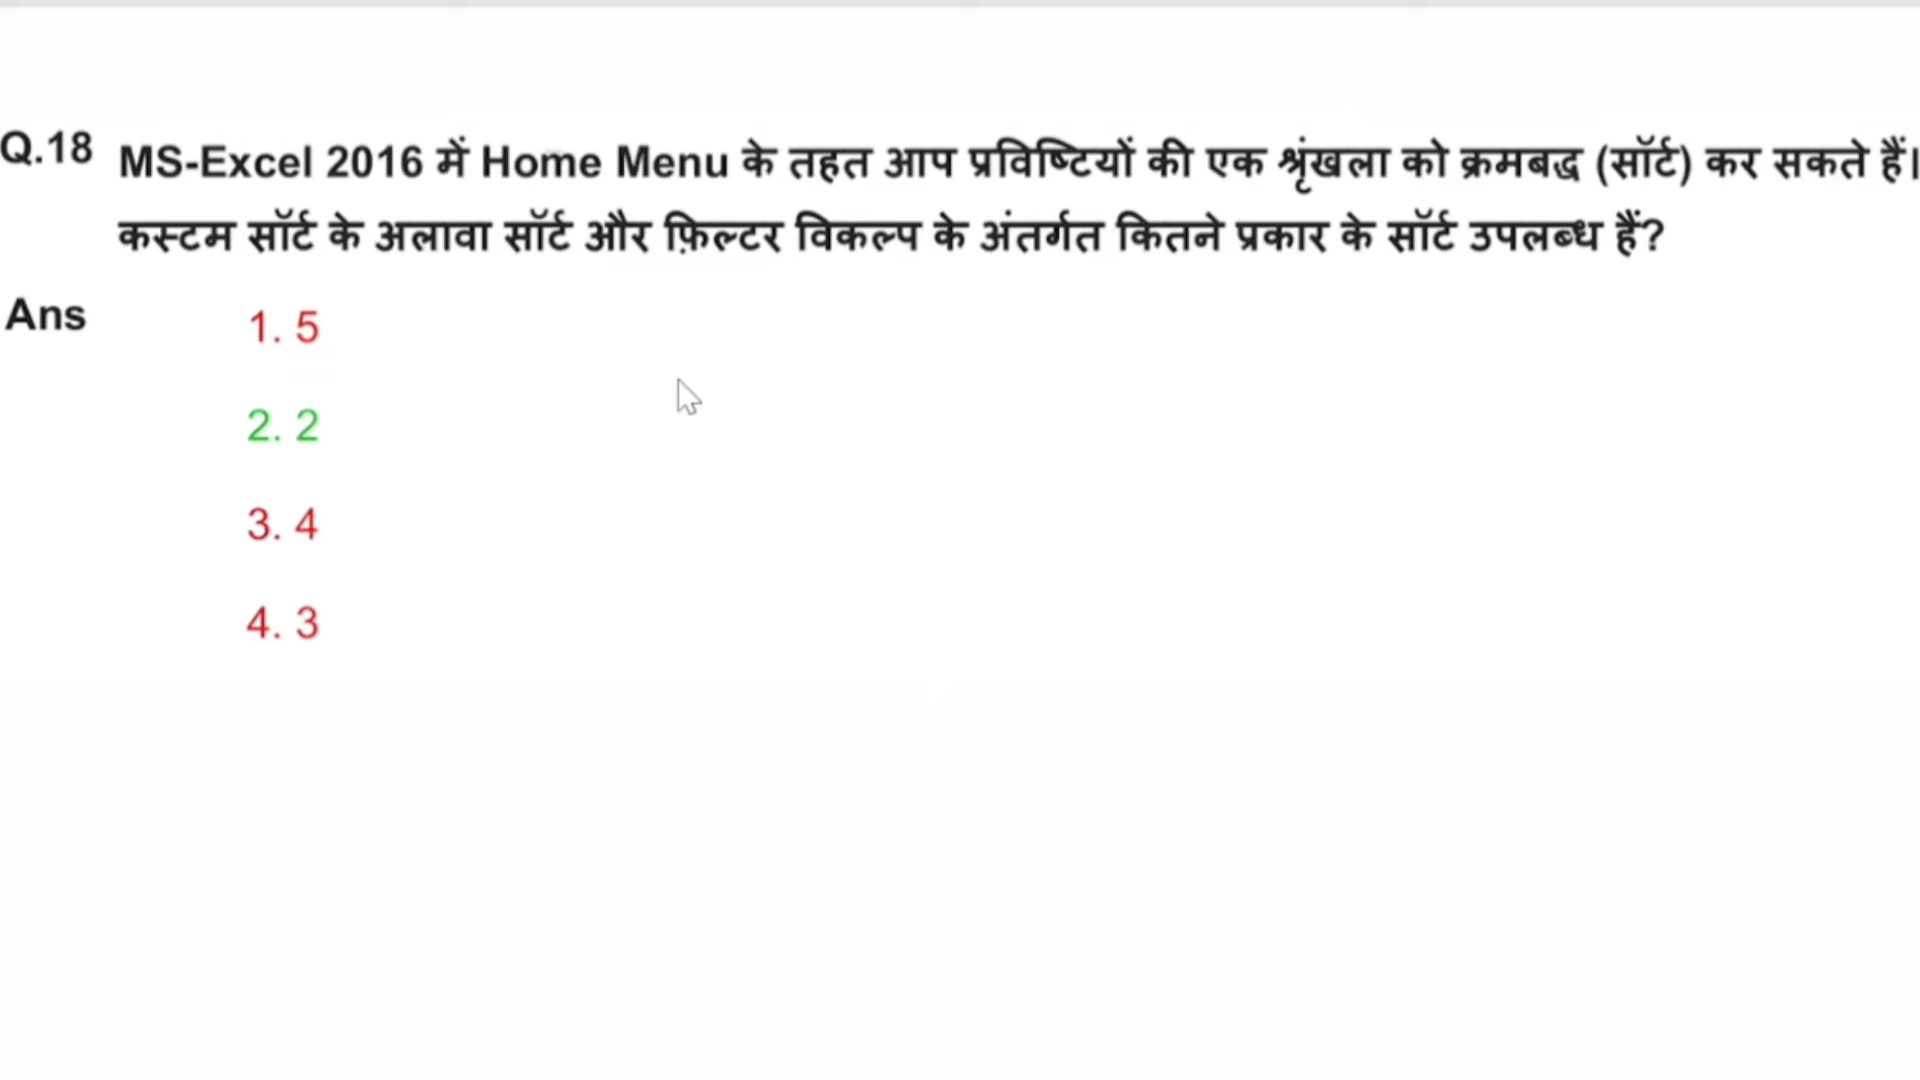 Q.18 MS-Excel 2016 में Home Menu के तहत आप प्रविष्टियों की एक श्रृंखला को क्रमबद्ध (सॉर्ट) कर सकते हैं।
कस्टम सॉर्ट के अलावा सॉर्ट और फ़िल्टर विकल्प के अंतर्गत कितने प्रकार के सॉर्ट उपलब्ध हैं?
Ans 1. 5
2. 2
3. 4
4. 3